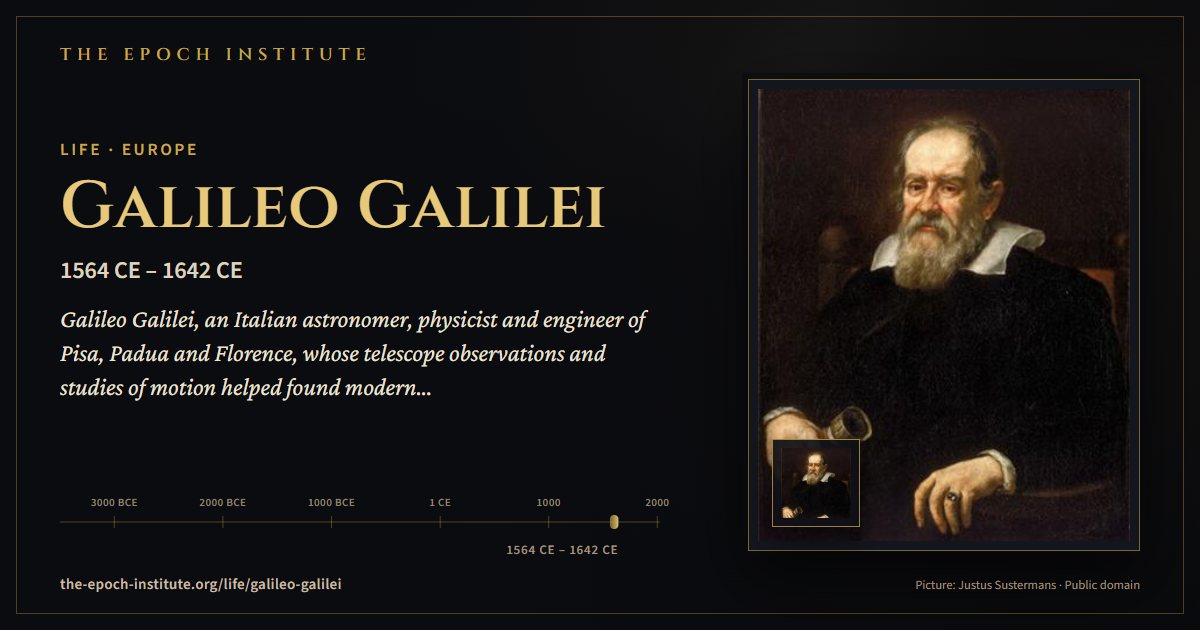 THE EPOCH INSTITUTE
LIFE · EUROPE
GALILEO GALILEI
1564 CE – 1642 CE
Galileo Galilei, an Italian astronomer, physicist and engineer of
Pisa, Padua and Florence, whose telescope observations and
studies of motion helped found modern...
3000 BCE 2000 BCE 1000 BCE 1 CE 1000 2000
1564 CE – 1642 CE
the-epoch-institute.org/life/galileo-galilei
Picture: Justus Sustermans · Public domain